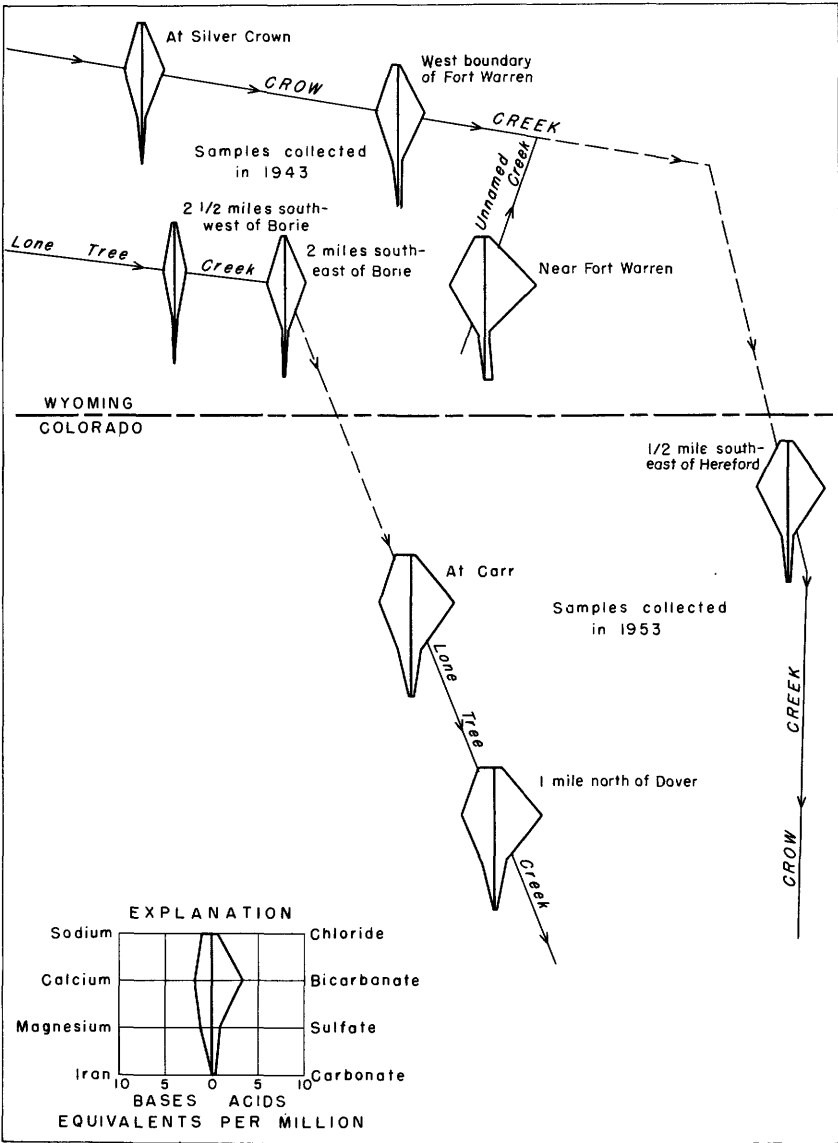 At Silver Crown
West boundary
of Fort Warren
CROW
CREEK
Samples collected
in 1943
Unnamed
Creek
2 1/2 miles south-
west of Borie
2 miles south-
east of Borie
Lone Tree
Creek
Near Fort Warren
WYOMING
COLORADO
1/2 mile south-
east of Hereford
At Carr
Samples collected
in 1953
Lone
Tree
CREEK
1 mile north of Dover
Creek
CROW
EXPLANATION
Sodium Chloride
Calcium Bicarbanate
Magnesium Sulfate
Iron Carbonate
10 5 0 5 10
BASES ACIDS
EQUIVALENTS PER MILLION